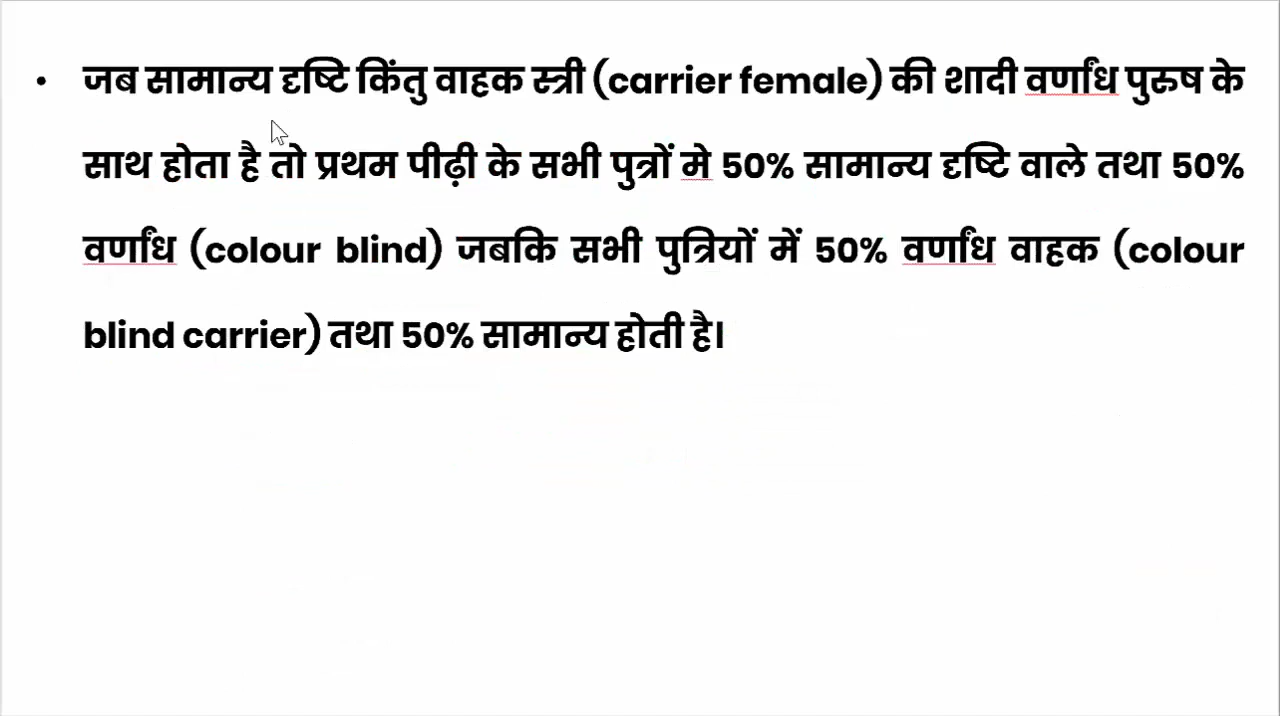 • जब सामान्य दृष्टि किंतु वाहक स्त्री (carrier female) की शादी वर्णांध पुरुष के
साथ होता है तो प्रथम पीढ़ी के सभी पुत्रों मे 50% सामान्य दृष्टि वाले तथा 50%
वर्णांध (colour blind) जबकि सभी पुत्रियों में 50% वर्णांध वाहक (colour
blind carrier) तथा 50% सामान्य होती है।